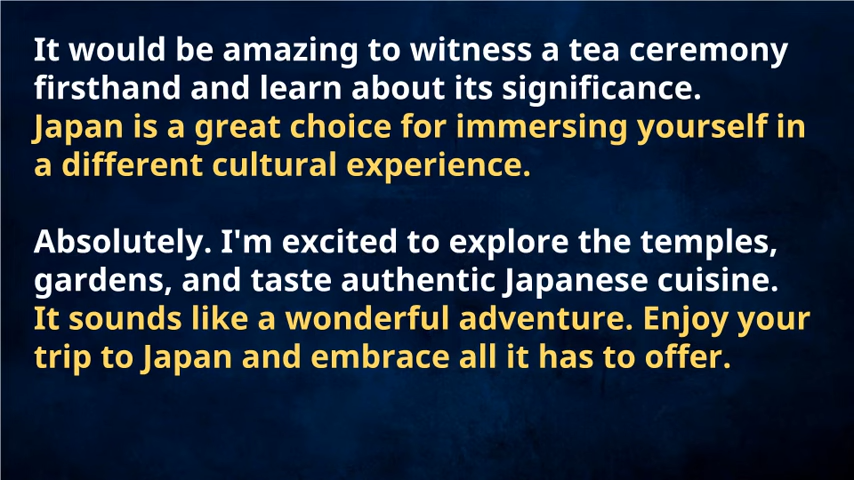 It would be amazing to witness a tea ceremony
firsthand and learn about its significance.
Japan is a great choice for immersing yourself in
a different cultural experience.
Absolutely. I'm excited to explore the temples,
gardens, and taste authentic Japanese cuisine.
It sounds like a wonderful adventure. Enjoy your
trip to Japan and embrace all it has to offer.